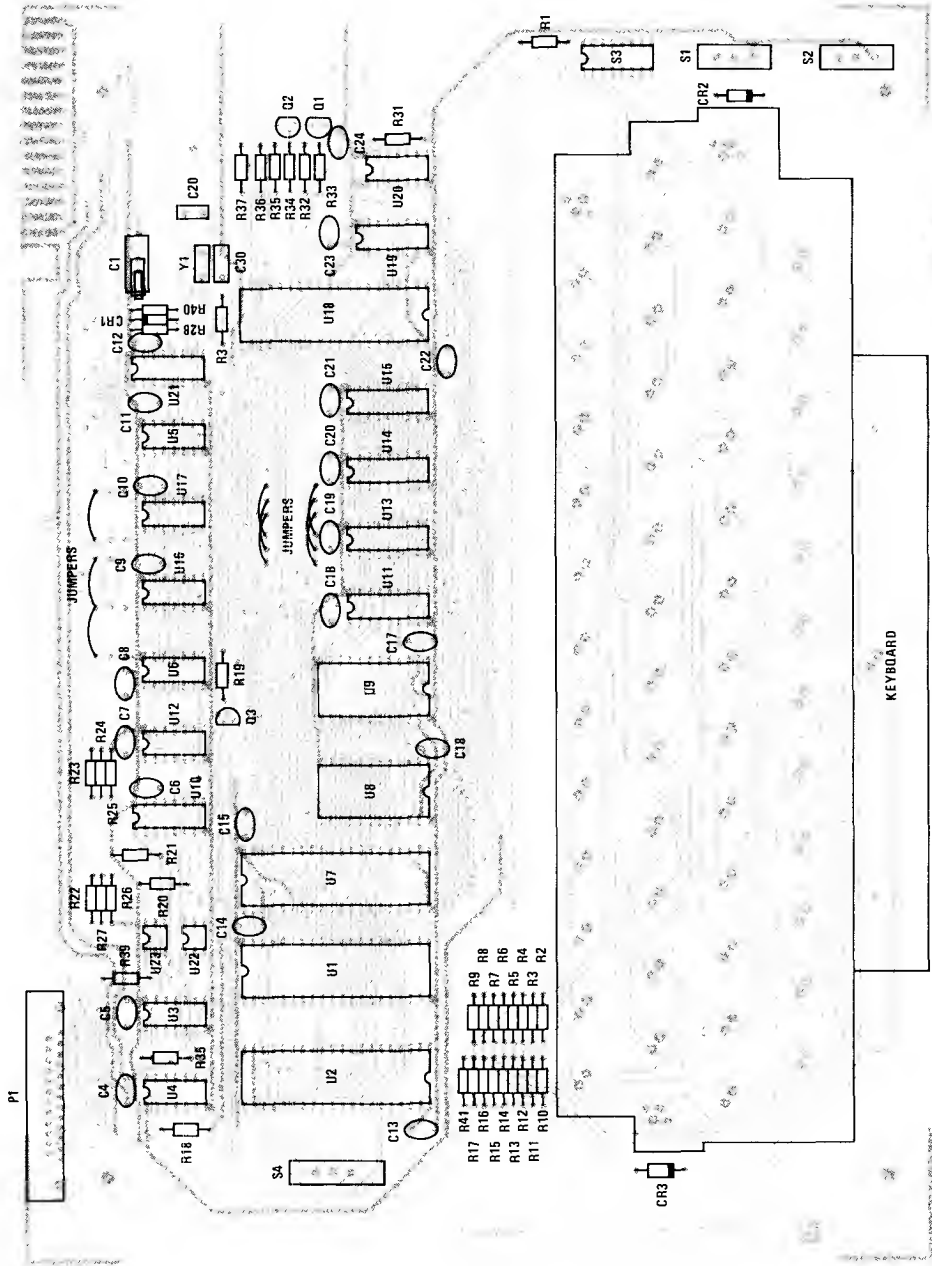 P1
R22
R23
JUMPERS
C4
C5
R27
R39
R26
R25
R24
C7
C8
C9
C10
C11
C12
CR1
C1
U4
U3
U23
R20
R21
C6
U12
U6
U16
U17
U5
U21
R28
R40
R18
R35
U22
U10
Y1
C20
S4
C14
C15
Q3
R19
R3
C30
R37
R36
R35
R34
R32
R33
Q2
Q1
JUMPERS
U2
U1
U7
U8
U9
C18
C19
C20
C21
U18
C23
C24
U11
U13
U14
U15
U19
U20
R31
C13
C18
C17
C22
R41
R17
R16
R15
R14
R13
R12
R11
R10
R9
R8
R7
R6
R5
R4
R3
R2
R1
S3
S1
S2
CR3
CR2
KEYBOARD